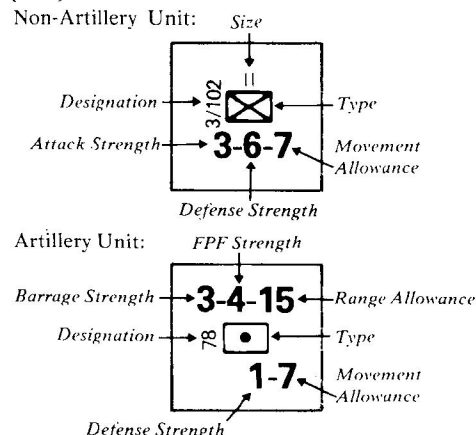 Non-Artillery Unit:
Size
Designation
3/102
II
Type
Attack Strength
3-6-7
Movement
Allowance
Defense Strength
Artillery Unit:
FPF Strength
Barrage Strength
3-4-15
Range Allowance
Designation
78
Type
1-7
Movement
Allowance
Defense Strength